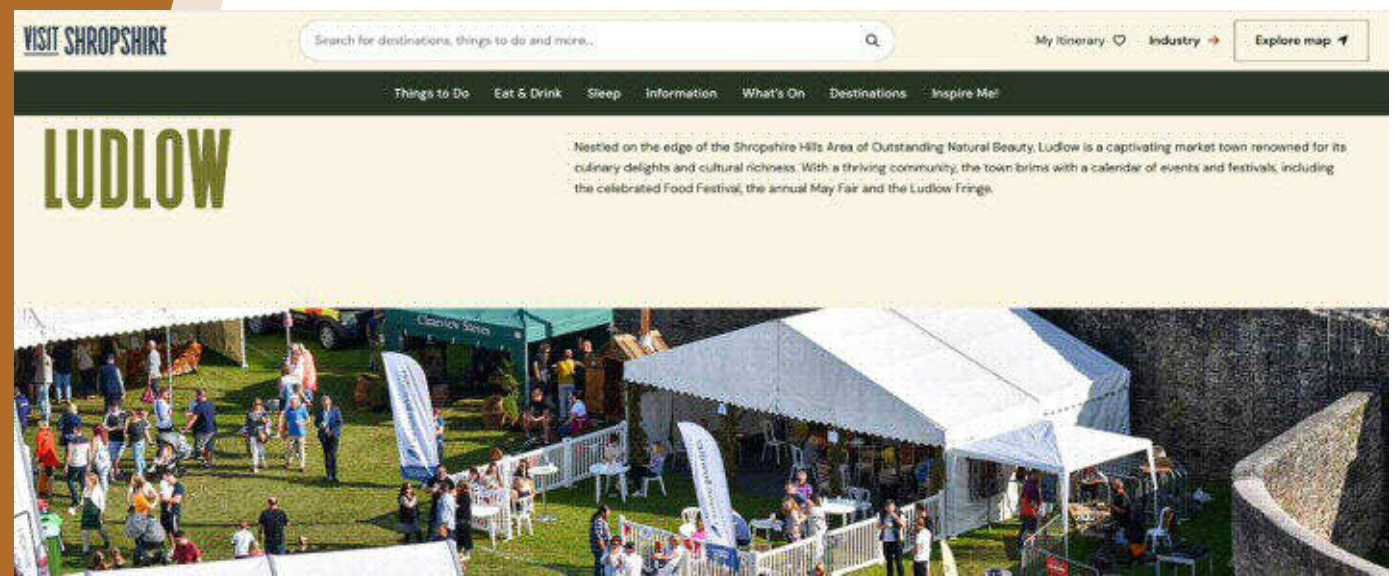 VISIT SHROPSHIRE
Search for destinations, things to do and more...
My Itinerary
Industry
Explore map
Things to Do Eat & Drink Sleep Information What's On Destinations Inspire Me!
LUDLOW
Nestled on the edge of the Shropshire Hills Area of Outstanding Natural Beauty, Ludlow is a captivating market town renowned for its
culinary delights and cultural richness. With a thriving community, the town brims with a calendar of events and festivals, including
the celebrated Food Festival, the annual May Fair and the Ludlow Fringe.
Clearview Stoves